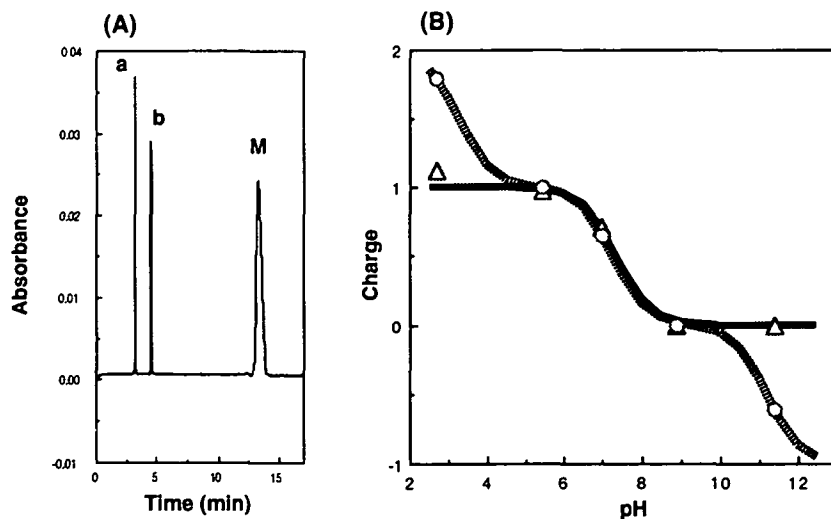 (A)
0.04
0.03
0.02
0.01
0.00
-0.01
Absorbance
a
b
M
0 5 10 15
Time (min)
(B)
2
1
0
-1
Charge
2 4 6 8 10 12
pH